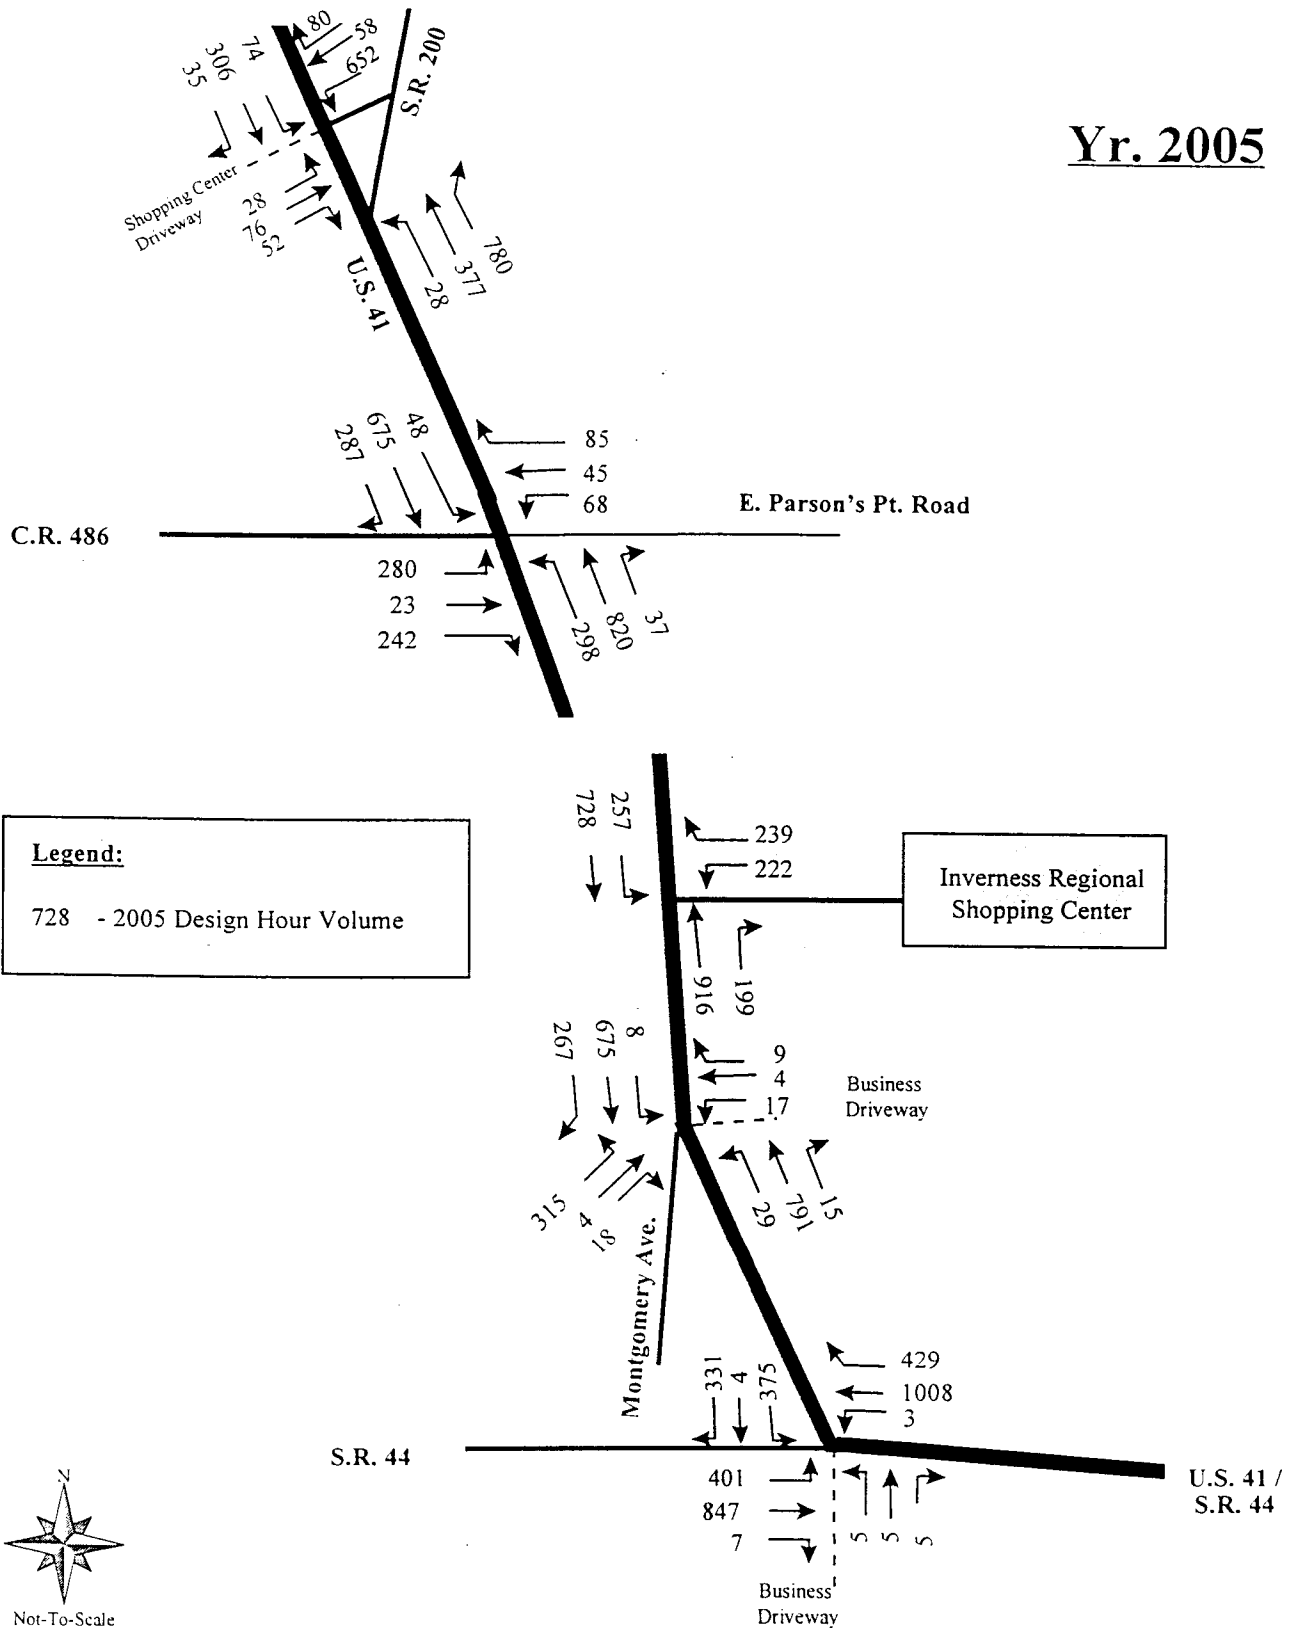 80
58
652
74
306
35
S.R. 200
Yr. 2005
Shopping Center
Driveway
28
76
52
780
377
28
U.S. 41
48
675
287
85
45
68
E. Parson's Pt. Road
C.R. 486
280
23
242
298
820
37
728
257
239
222
Legend:
728 - 2005 Design Hour Volume
Inverness Regional
Shopping Center
916
199
267
675
8
9
4
17
Business
Driveway
315
4
18
29
791
15
Montgomery Ave.
331
4
375
429
1008
3
S.R. 44
401
847
7
5
5
5
U.S. 41 /
S.R. 44
N
Not-To-Scale
Business
Driveway